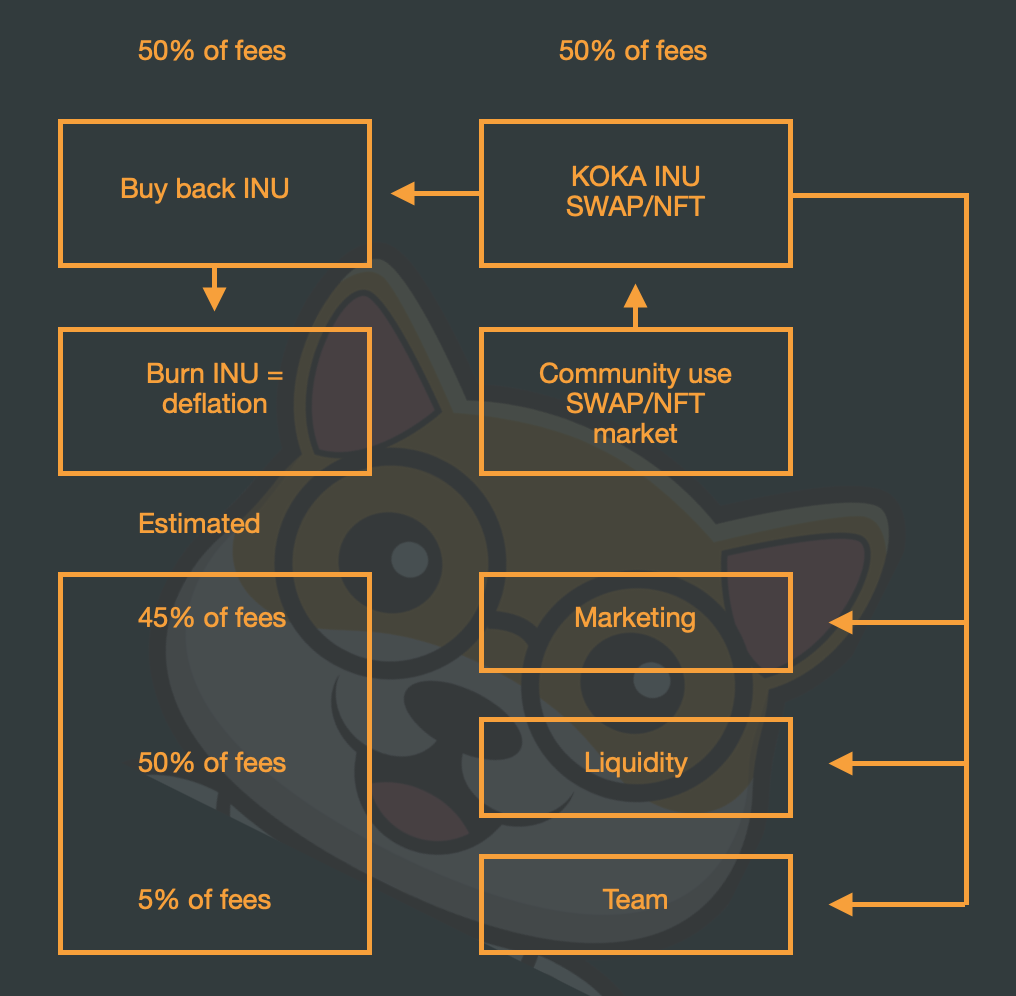 50% of fees
50% of fees
Buy back INU
KOKA INU
SWAP/NFT
Burn INU =
deflation
Community use
SWAP/NFT
market
Estimated
45% of fees
Marketing
50% of fees
Liquidity
5% of fees
Team